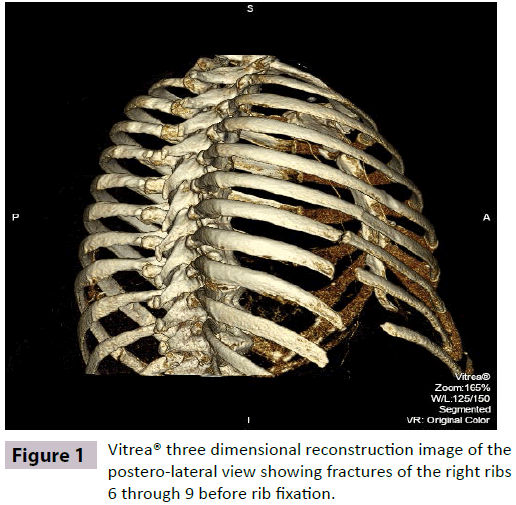 S
P
A
Vitrea®
Zoom:165%
W/L:125/150
Segmented
VR: Original Color
I
Figure 1
Vitrea® three dimensional reconstruction image of the
postero-lateral view showing fractures of the right ribs
6 through 9 before rib fixation.